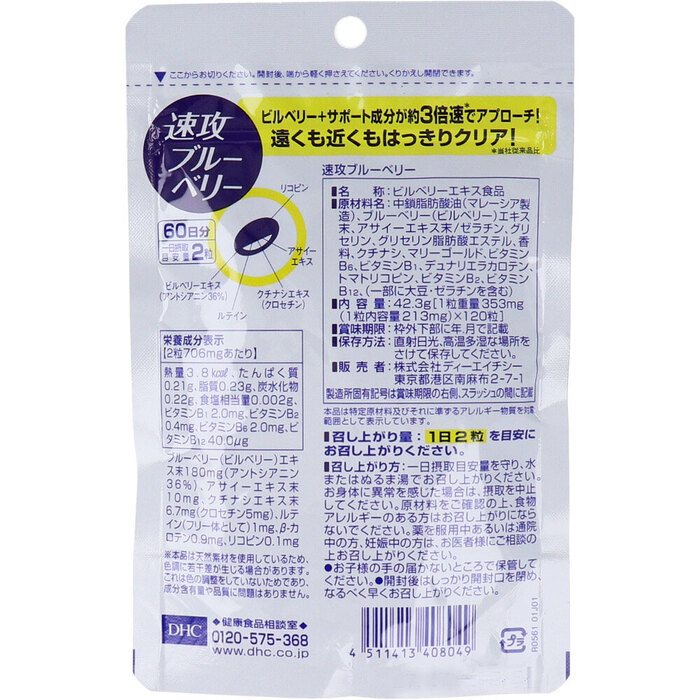 ▼ここからお切りください。開封後、端から軽く押さえてください。くりかえし開閉できます。
速攻
ブルー
ベリー
ビルベリー+サポート成分が約3倍速*でアプローチ!
遠くも近くもはっきりクリア!
*当社従来品比
60日分
一日摂取目安量2粒
リコピン
アサイー
エキス
クチナシエキス
(クロセチン)
ルテイン
ビルベリーエキス
(アントシアニン36%)
栄養成分表示
【2粒706mgあたり】
熱量3.8kcal、たんぱく質
0.21g、脂質0.23g、炭水化物
0.22g、食塩相当量0.002g、
ビタミンB1 2.0mg、ビタミンB2
0.4mg、ビタミンB6 2.0mg、ビ
タミンB12 40.0μg
ブルーベリー(ビルベリー)エキ
ス末180mg(アントシアニン
36%)、アサイーエキス末
10mg、クチナシエキス末
6.7mg(クロセチン5mg)、ルテ
イン(フリー体として)1mg、β-カ
ロテン0.9mg、リコピン0.1mg
※本品は天然素材を使用しているため、
色調に若干差が生じる場合があります。
これは色の調整をしていないためであり、
成分含有量や品質に問題はありません。
速攻ブルーベリー
■名 称:ビルベリーエキス食品
■原材料名:中鎖脂肪酸油(マレーシア製
造)、ブルーベリー(ビルベリー)エキス
末、アサイーエキス末/ゼラチン、グリ
セリン、グリセリン脂肪酸エステル、香
料、クチナシ、マリーゴールド、ビタミン
B6、ビタミンB1、デュナリエラカロテン、
トマトリコピン、ビタミンB2、ビタミン
B12、(一部に大豆・ゼラチンを含む)
■内 容 量:42.3g[1粒重量353mg
(1粒内容量213mg)×120粒]
■賞味期限:枠外下部に年.月で記載
■保存方法:直射日光、高温多湿な場所を
さけて保存してください。
■販 売 者:株式会社ディーエイチシー
東京都港区南麻布2-7-1
製造所固有記号は賞味期限の右側、スラッシュの間に記載
本品は特定原材料及びそれに準ずるアレルギー物質を対象
範囲として表示しています。
■召し上がり量:1日2粒を目安に
お召し上がりください。
■召し上がり方:一日摂取目安量を守り、水
またはぬるま湯でお召し上がりください。
お身体に異常を感じた場合は、摂取を中止
してください。原材料をご確認の上、食物
アレルギーのある方はお召し上がりになら
ないでください。薬を服用中あるいは通院
中の方、妊娠中の方は、お医者様にご相談の
上お召し上がりください。
●お子様の手の届かないところで保管して
ください。●開封後はしっかり開封口を閉め、
なるべく早くお召し上がりください。
DHC
◆健康食品相談室◆
0120-575-368
www.dhc.co.jp
4 511413 408049
プラ
R0561 01J01